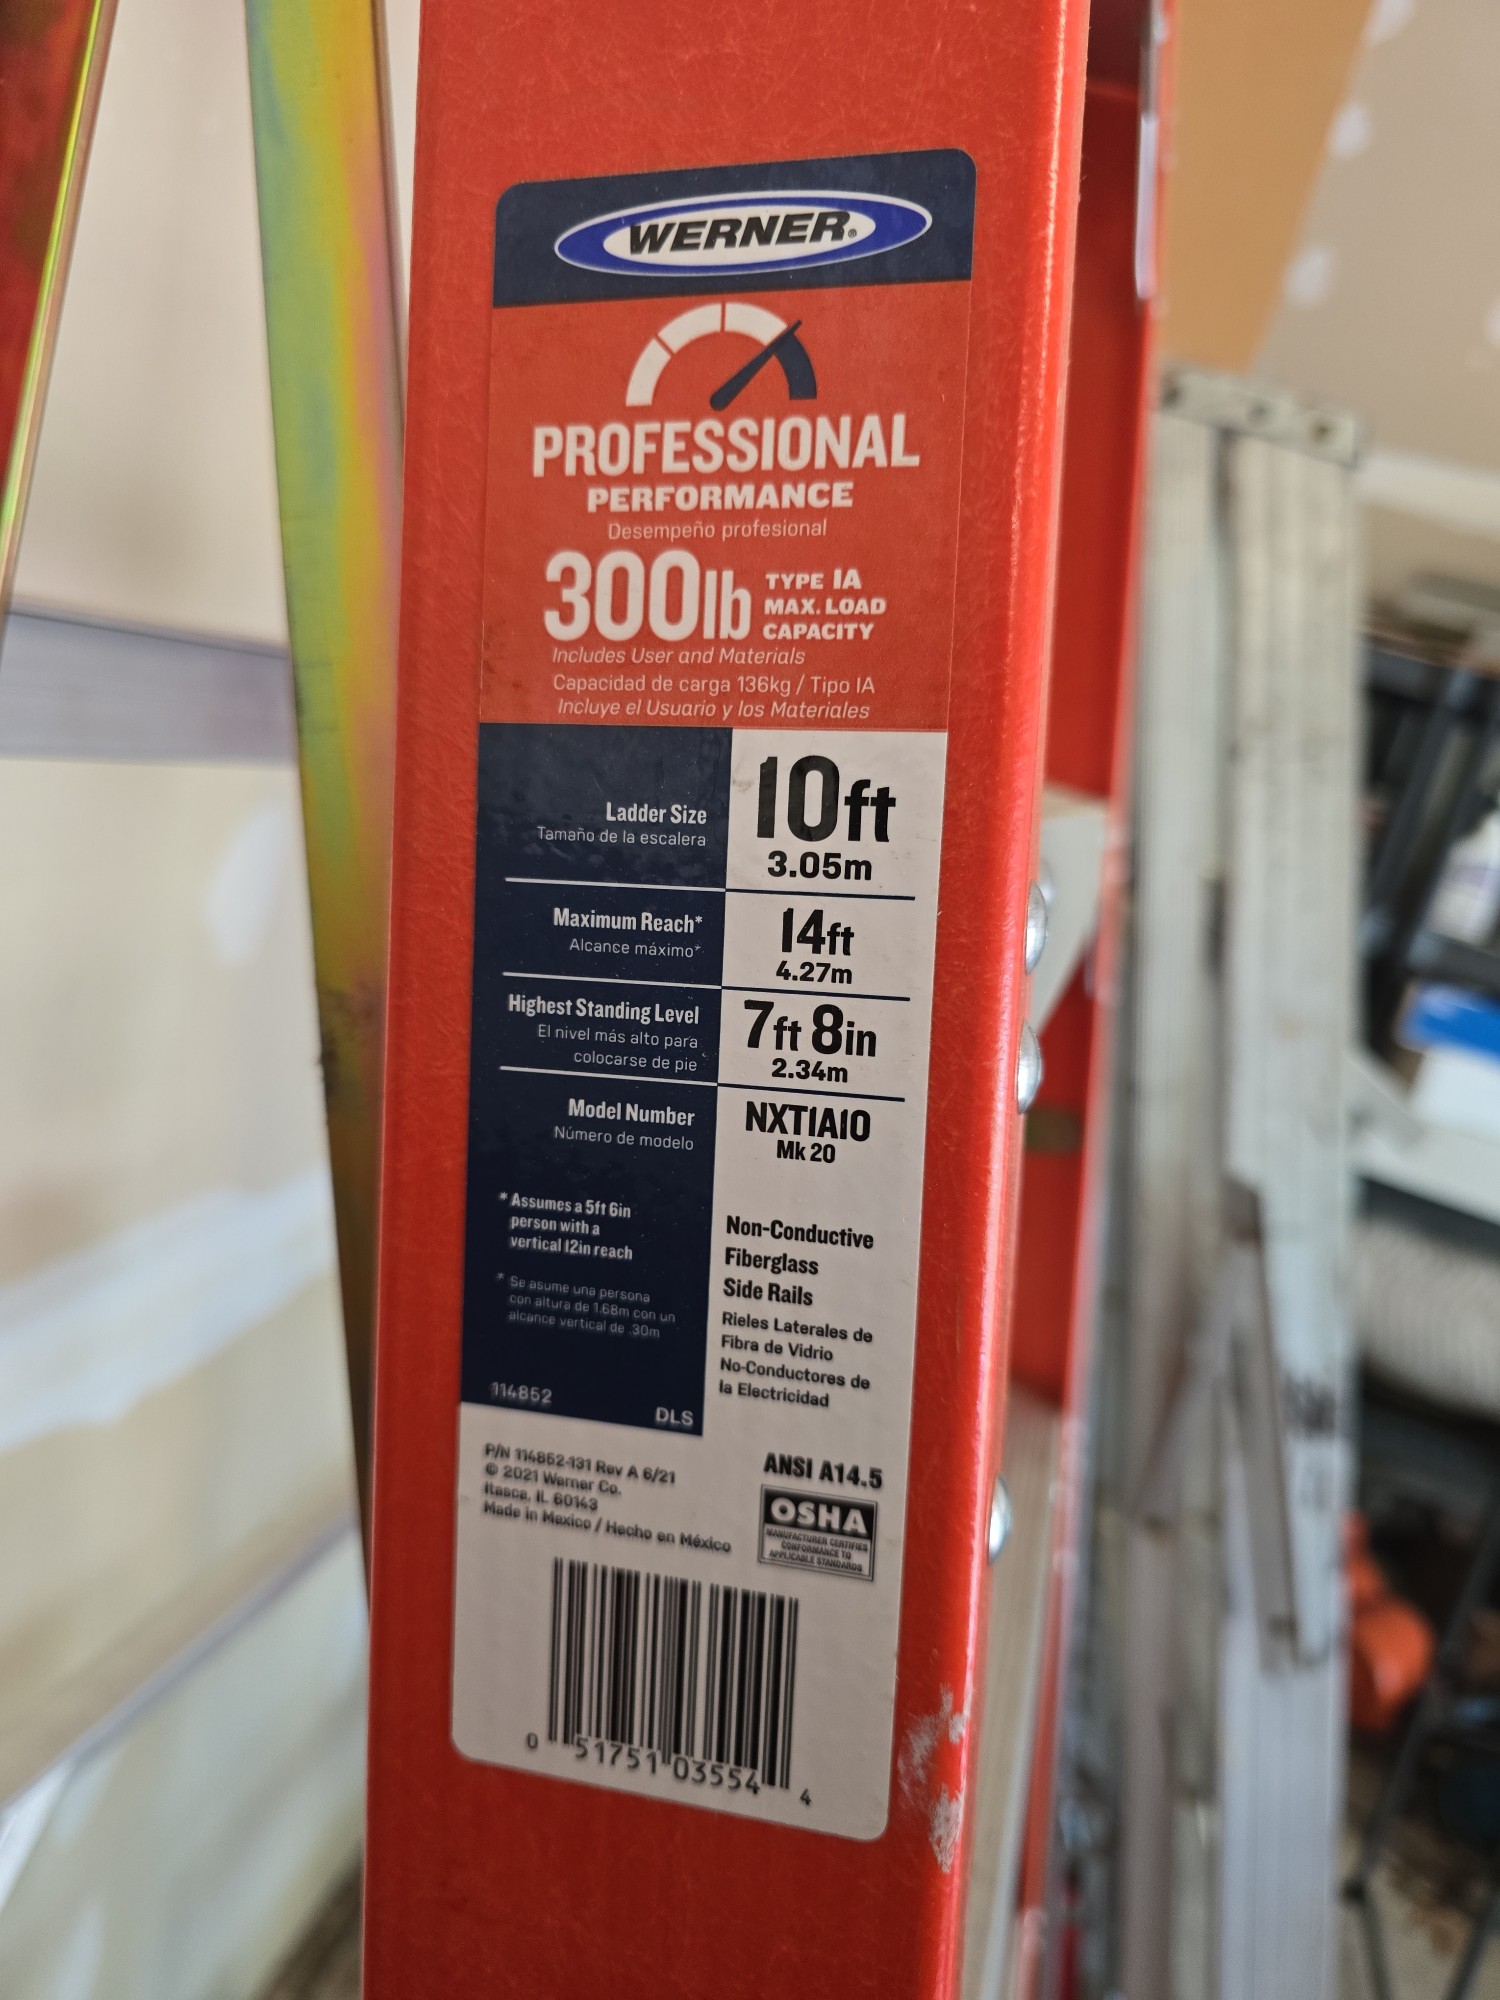 WERNER®
PROFESSIONAL
PERFORMANCE
Desempeño profesional
300lb TYPE IA
MAX. LOAD
CAPACITY
Includes User and Materials
Capacidad de carga 136kg / Tipo IA
Incluye el Usuario y los Materiales
Ladder Size
Tamaño de la escalera
10ft
3.05m
Maximum Reach*
Alcance máximo*
14ft
4.27m
Highest Standing Level
El nivel más alto para
colocarse de pie
7ft 8in
2.34m
Model Number
Número de modelo
NXT1A10
Mk 20
* Assumes a 5ft 6in
person with a
vertical 12in reach
* Se asume una persona
con altura de 1.68m con un
alcance vertical de .30m
114852
DLS
Non-Conductive
Fiberglass
Side Rails
Rieles Laterales de
Fibra de Vidrio
No-Conductores de
la Electricidad
P/N 114852-131 Rev A 6/21
© 2021 Werner Co.
Itasca, IL 60143
Made in Mexico / Hecho en México
ANSI A14.5
OSHA
MANUFACTURER CERTIFIES
CONFORMANCE TO
APPLICABLE STANDARDS
0 51751 03554 4